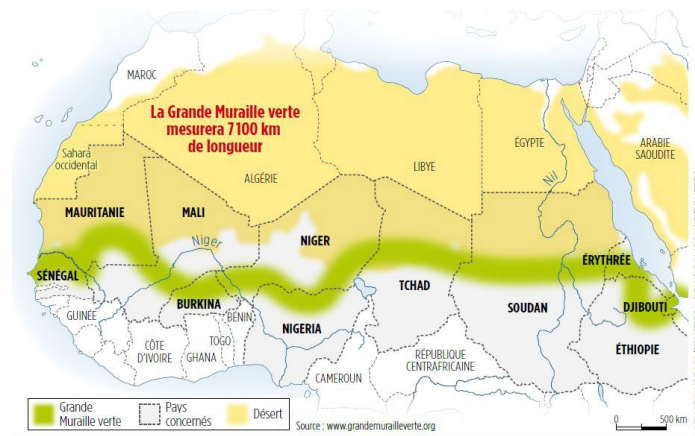 MAROC
La Grande Muraille verte
mesurera 7 100 km
de longueur
Sahara
occidental
ALGÉRIE
LIBYE
ÉGYPTE
ARABIE
SAOUDITE
Nil
MAURITANIE
MALI
Niger
NIGER
SÉNÉGAL
ÉRYTHRÉE
TCHAD
BURKINA
SOUDAN
DJIBOUTI
GUINÉE
BÉNIN
NIGERIA
TOGO
CÔTE
D'IVOIRE
GHANA
ÉTHIOPIE
RÉPUBLIQUE
CENTRAFRICAINE
CAMEROUN
Grande
Muraille verte
Pays
concernés
Désert
Source : www.grandemurailleverte.org
0 500 km